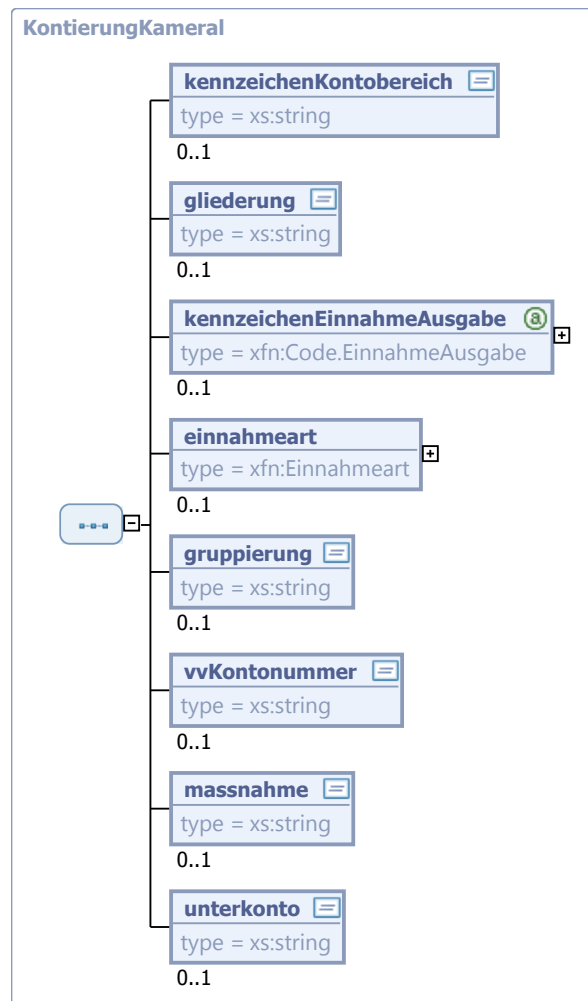 KontierungKameral
kennzeichenKontobereich
type = xs:string
0..1
gliederung
type = xs:string
0..1
kennzeichenEinnahmeAusgabe
type = xfn:Code.EinnahmeAusgabe
0..1
einnahmeart
type = xfn:Einnahmeart
0..1
gruppierung
type = xs:string
0..1
vvKontonummer
type = xs:string
0..1
massnahme
type = xs:string
0..1
unterkonto
type = xs:string
0..1